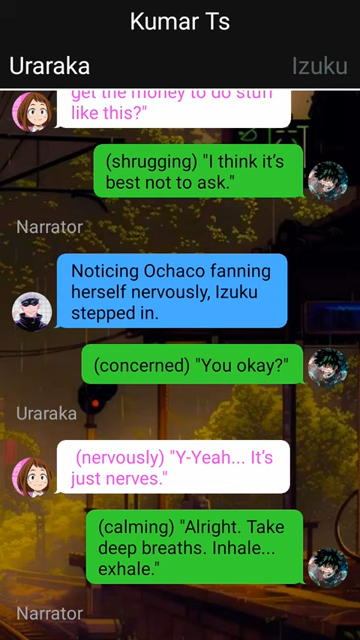 Kumar Ts
Uraraka
Izuku
get the money to do stuff
like this?"
(shrugging) "I think it's
best not to ask."
Narrator
Noticing Ochaco fanning
herself nervously, Izuku
stepped in.
(concerned) "You okay?"
Uraraka
(nervously) "Y-Yeah... It's
just nerves."
(calming) "Alright. Take
deep breaths. Inhale...
exhale."
Narrator